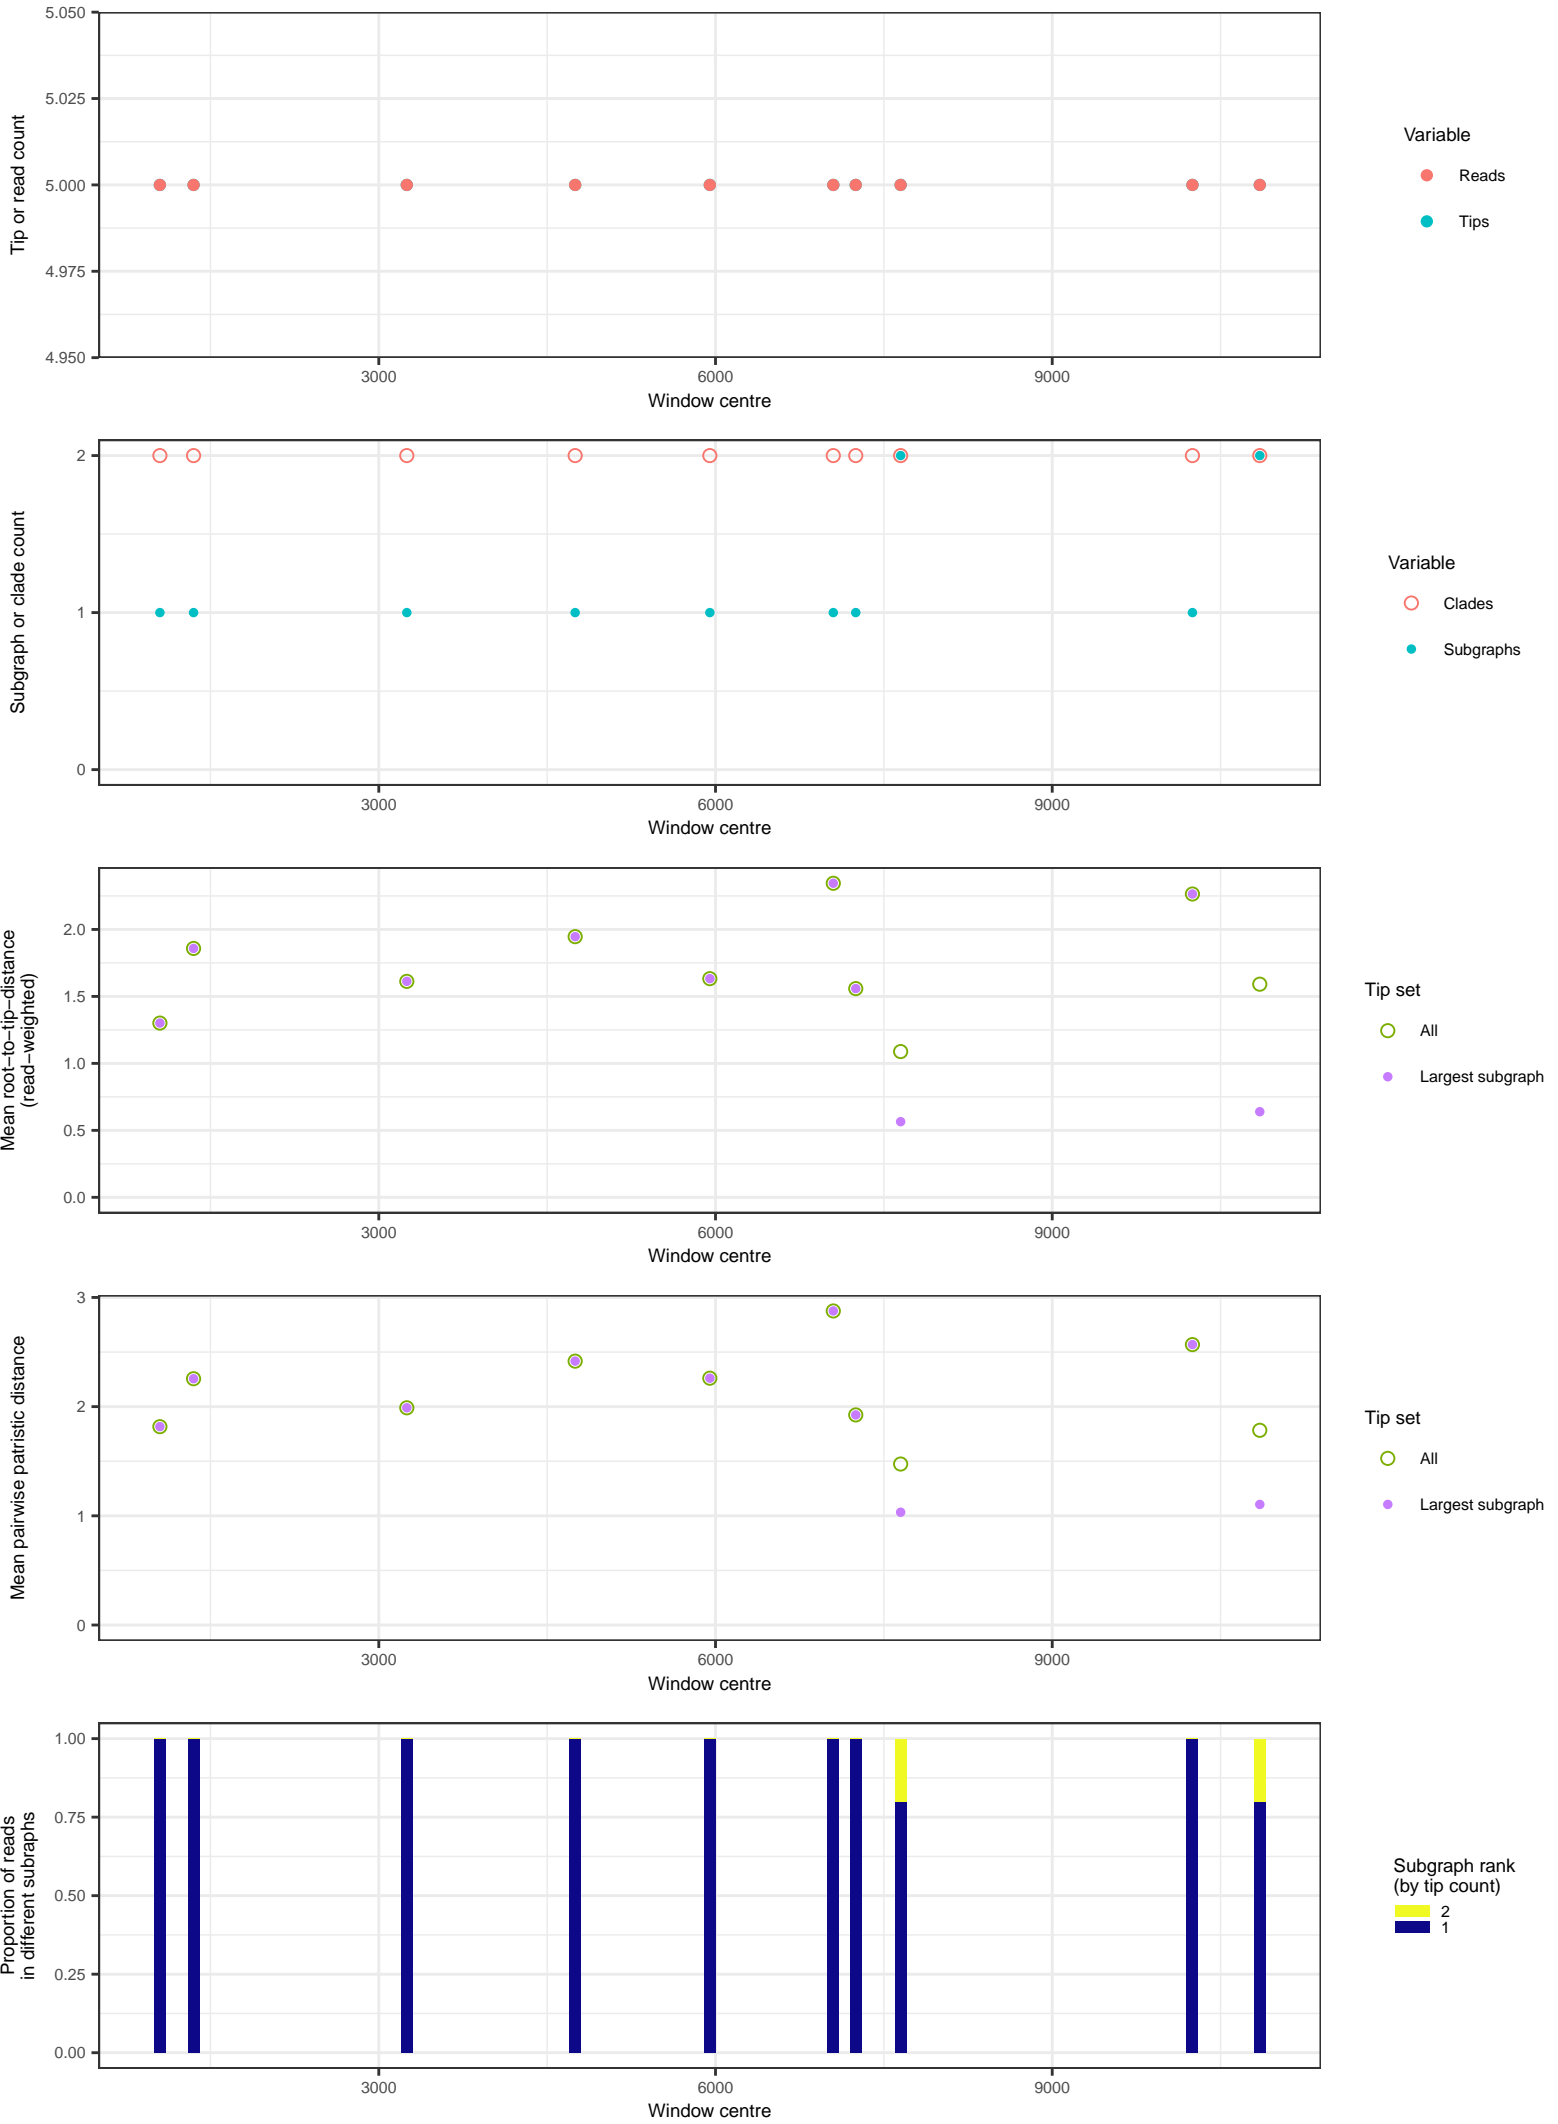 5.050
5.025
5.000
4.975
4.950
Tip or read count
3000 6000 9000
Window centre
Variable
Reads
Tips
2
1
0
Subgraph or clade count
3000 6000 9000
Window centre
Variable
Clades
Subgraphs
2.0
1.5
1.0
0.5
0.0
Mean root−to−tip−distance
(read−weighted)
3000 6000 9000
Window centre
Tip set
All
Largest subgraph
3
2
1
0
Mean pairwise patristic distance
3000 6000 9000
Window centre
Tip set
All
Largest subgraph
1.00
0.75
0.50
0.25
0.00
Proportion of reads
in different subraphs
3000 6000 9000
Window centre
Subgraph rank
(by tip count)
2
1